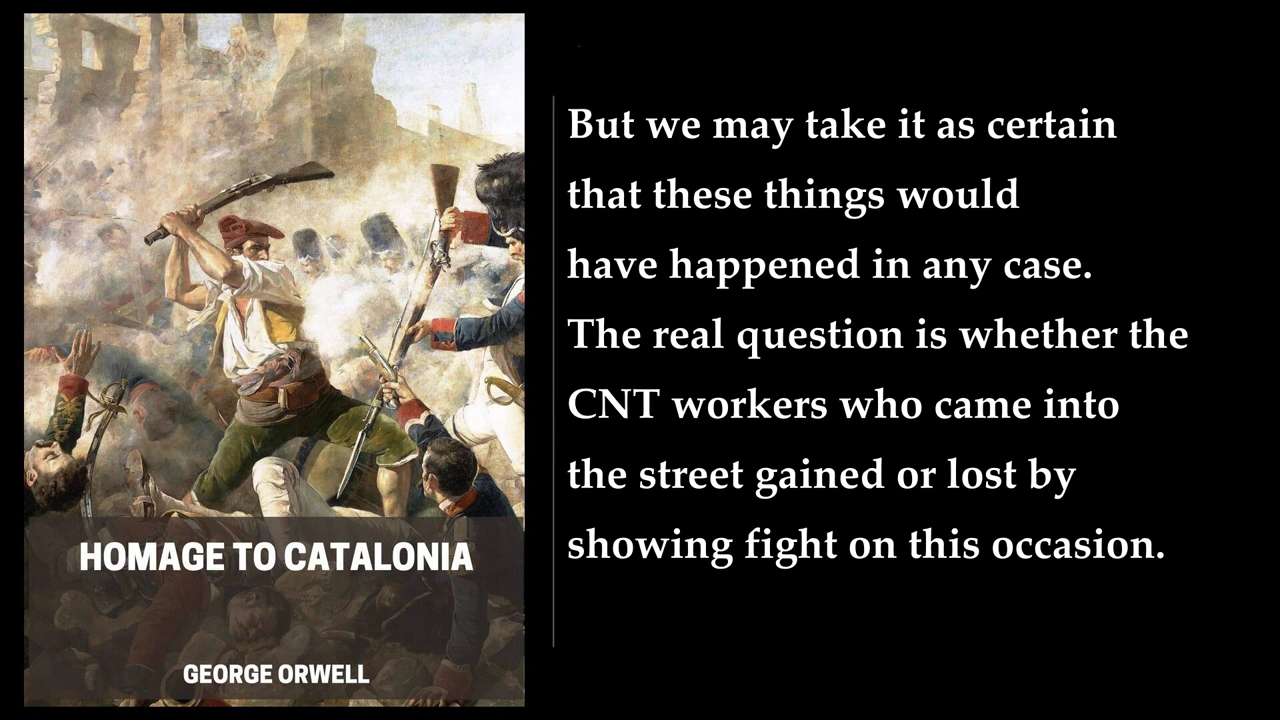 HOMAGE TO CATALONIA
GEORGE ORWELL
But we may take it as certain
that these things would
have happened in any case.
The real question is whether the
CNT workers who came into
the street gained or lost by
showing fight on this occasion.